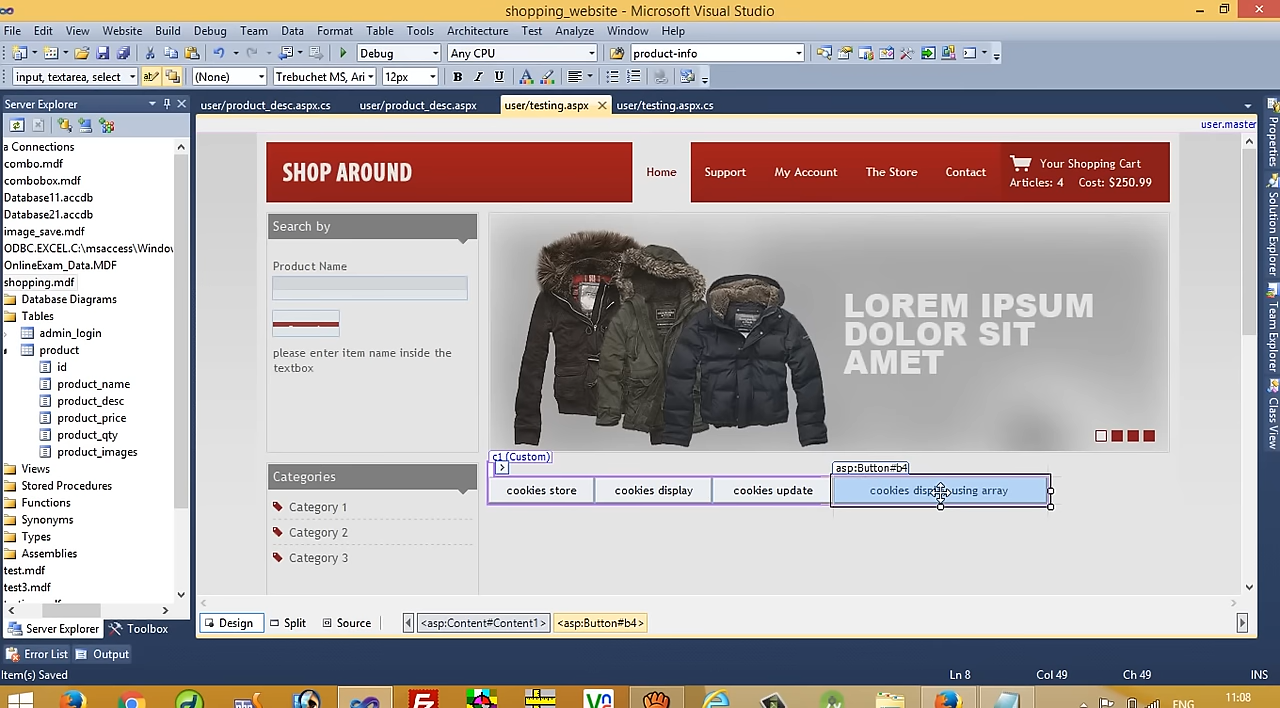 shopping_website - Microsoft Visual Studio
File Edit View Website Build Debug Team Data Format Table Tools Architecture Test Analyze Window Help
Debug Any CPU product-info
input, textarea, select (None) Trebuchet MS, Ari 12px B I U A
Server Explorer
user/product_desc.aspx.cs user/product_desc.aspx user/testing.aspx user/testing.aspx.cs
user.master
a Connections
combo.mdf
combobox.mdf
Database11.accdb
Database21.accdb
image_save.mdf
ODBC.EXCEL.C:\msaccess\Window
OnlineExam_Data.MDF
shopping.mdf
Database Diagrams
Tables
admin_login
product
id
product_name
product_desc
product_price
product_qty
product_images
Views
Stored Procedures
Functions
Synonyms
Types
Assemblies
test.mdf
test3.mdf
Server Explorer Toolbox
SHOP AROUND
Home Support My Account The Store Contact
Your Shopping Cart
Articles: 4 Cost: $250.99
Search by
Product Name
please enter item name inside the
textbox
LOREM IPSUM
DOLOR SIT
AMET
Categories
Category 1
Category 2
Category 3
c1 (Custom)
asp:Button#b4
cookies store cookies display cookies update cookies display using array
Design Split Source <asp:Content#Content1> <asp:Button#b4>
Properties
Solution Explorer
Team Explorer
Class View
Error List Output
Item(s) Saved Ln 8 Col 49 Ch 49 INS
ENG 11:08